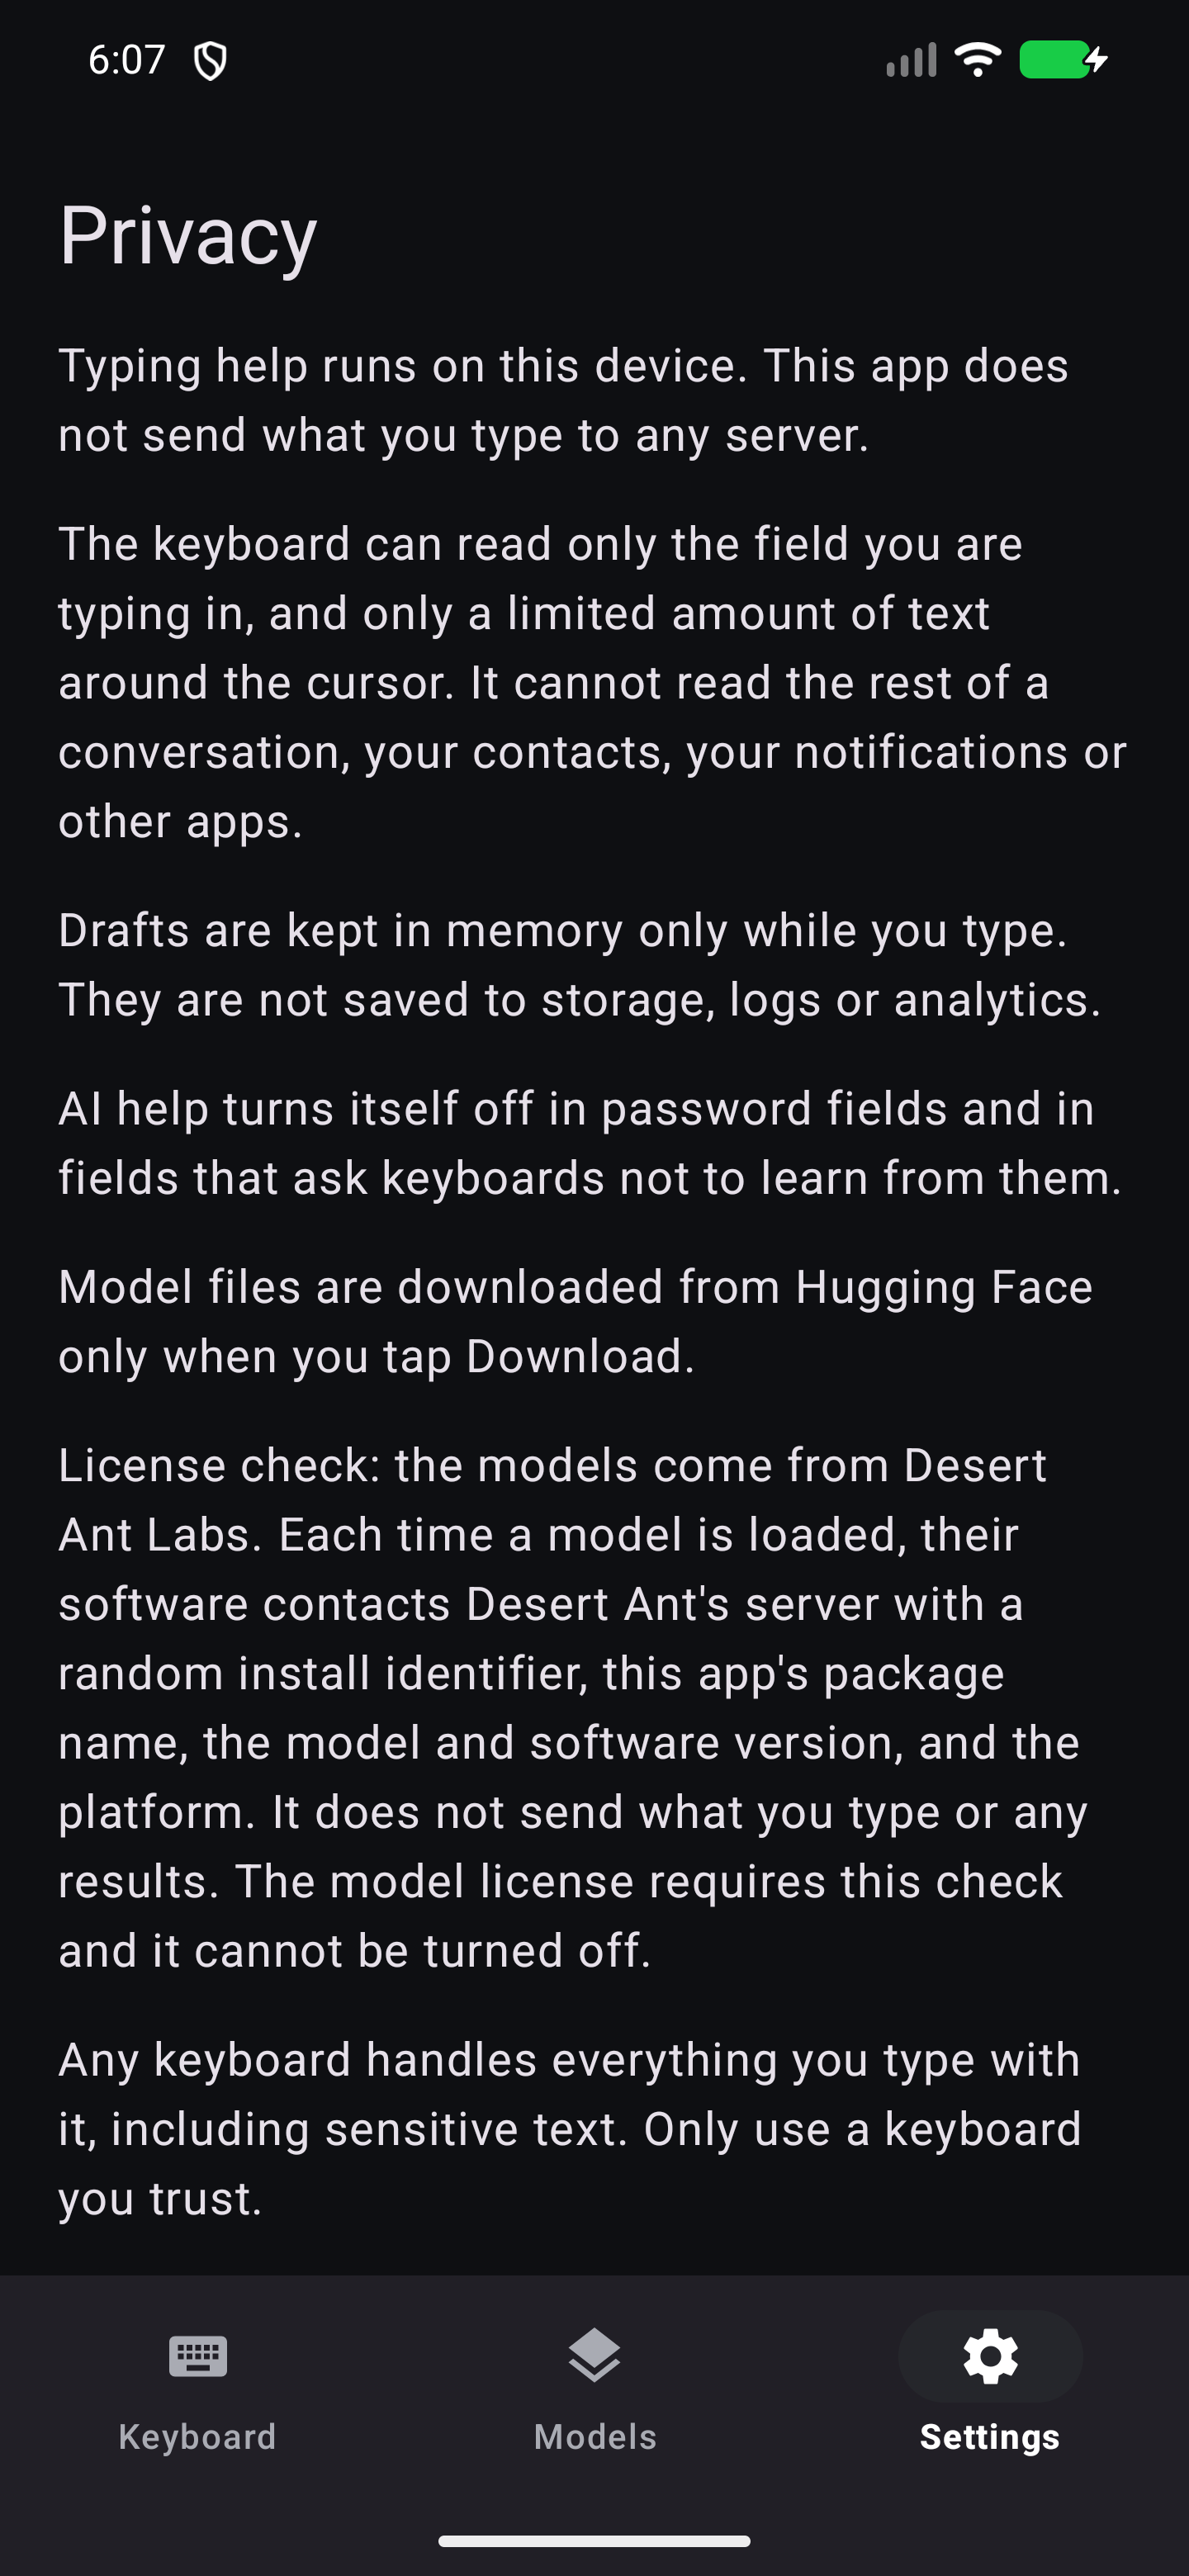 6:07
Privacy
Typing help runs on this device. This app does
not send what you type to any server.
The keyboard can read only the field you are
typing in, and only a limited amount of text
around the cursor. It cannot read the rest of a
conversation, your contacts, your notifications or
other apps.
Drafts are kept in memory only while you type.
They are not saved to storage, logs or analytics.
AI help turns itself off in password fields and in
fields that ask keyboards not to learn from them.
Model files are downloaded from Hugging Face
only when you tap Download.
License check: the models come from Desert
Ant Labs. Each time a model is loaded, their
software contacts Desert Ant's server with a
random install identifier, this app's package
name, the model and software version, and the
platform. It does not send what you type or any
results. The model license requires this check
and it cannot be turned off.
Any keyboard handles everything you type with
it, including sensitive text. Only use a keyboard
you trust.
Keyboard Models Settings